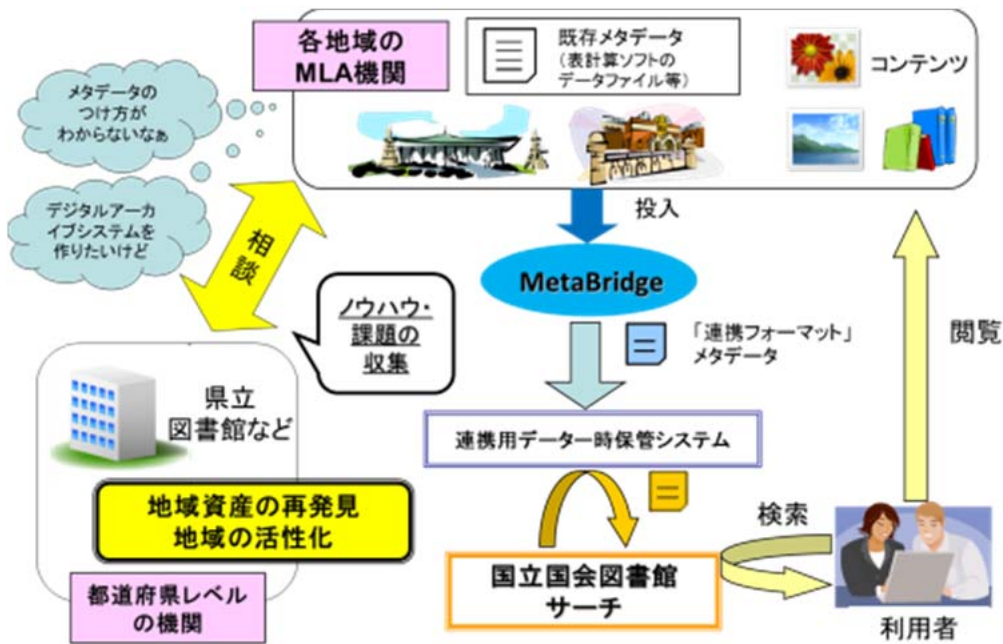 各地域の
MLA機関
既存メタデータ
(表計算ソフトの
データファイル等)
コンテンツ
メタデータの
つけ方が
わからないなぁ
デジタルアーカ
イブシステムを
作りたいけど
相談
投入
MetaBridge
ノウハウ・
課題の
収集
「連携フォーマット」
メタデータ
閲覧
県立
図書館など
連携用データ一時保管システム
地域資産の再発見
地域の活性化
検索
国立国会図書館
サーチ
都道府県レベル
の機関
利用者